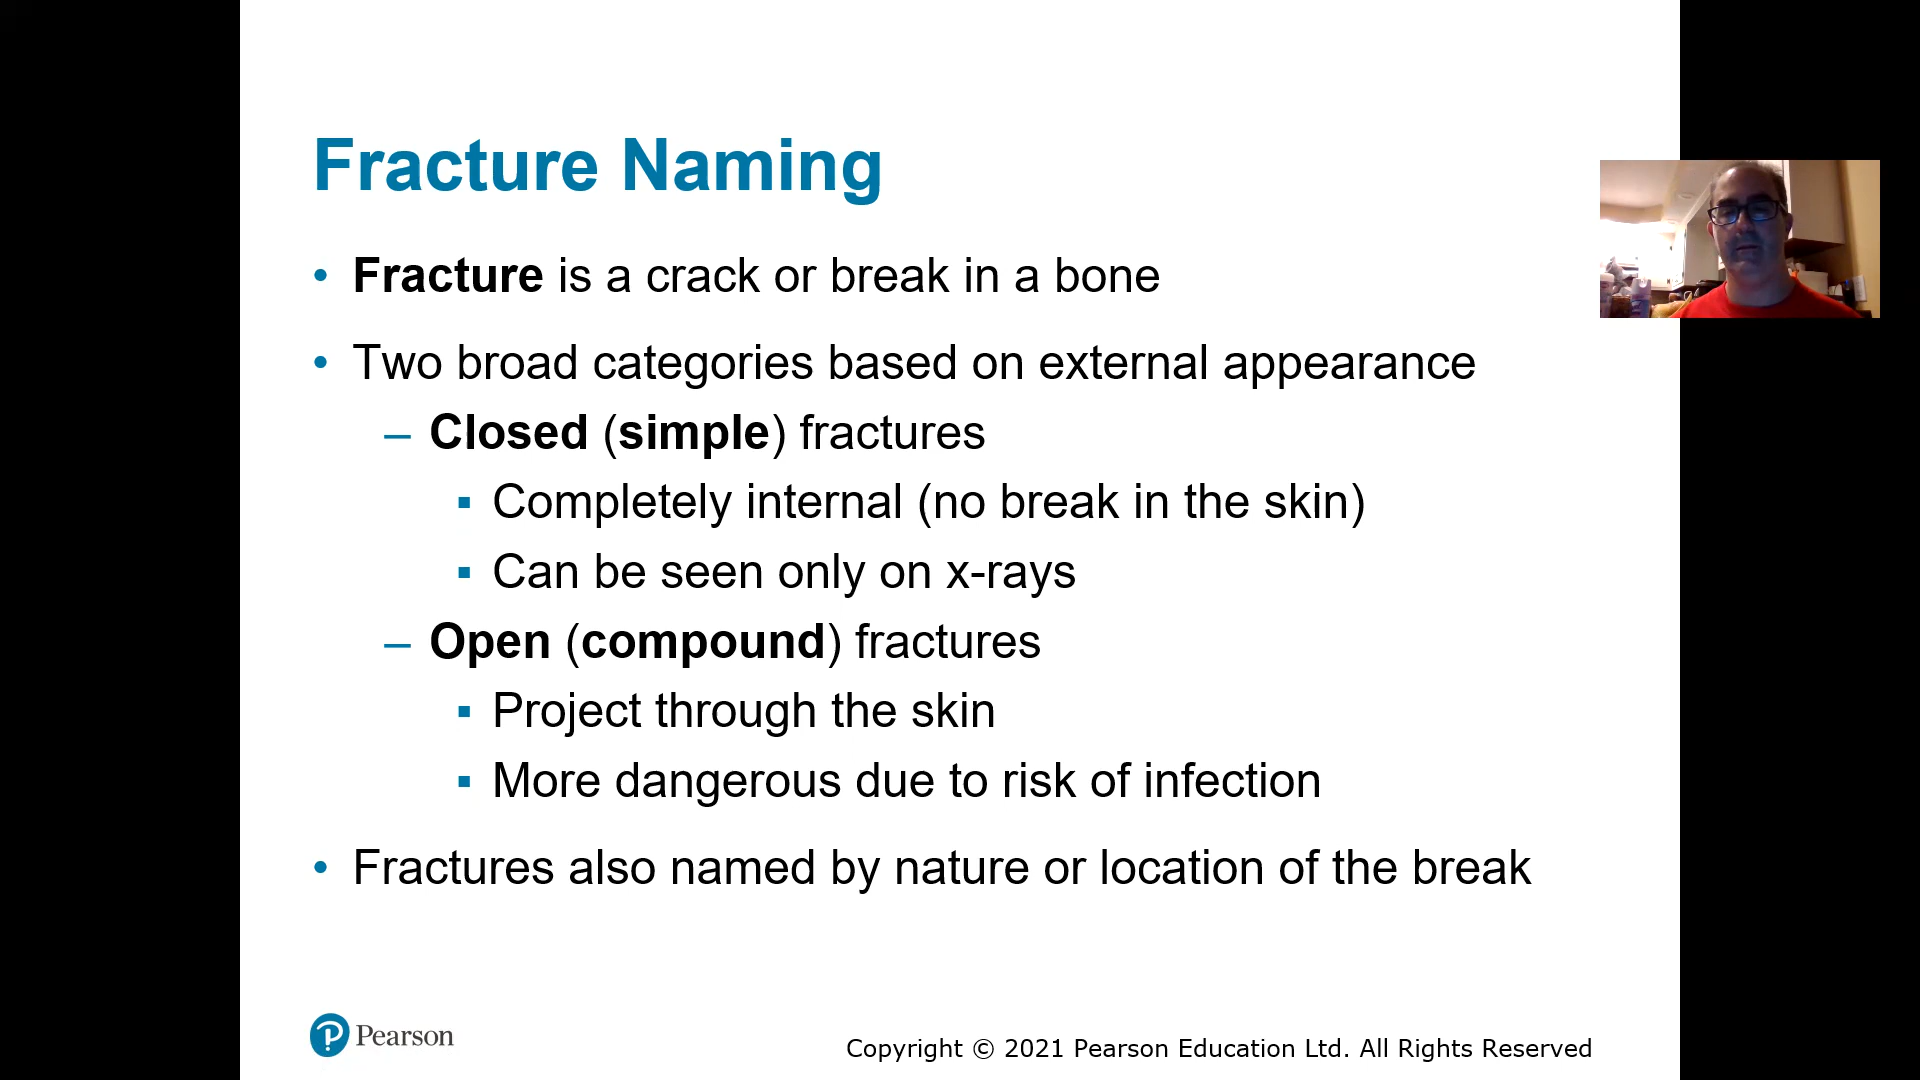 Fracture Naming
• Fracture is a crack or break in a bone
• Two broad categories based on external appearance
– Closed (simple) fractures
▪ Completely internal (no break in the skin)
▪ Can be seen only on x-rays
– Open (compound) fractures
▪ Project through the skin
▪ More dangerous due to risk of infection
• Fractures also named by nature or location of the break
Pearson
Copyright © 2021 Pearson Education Ltd. All Rights Reserved